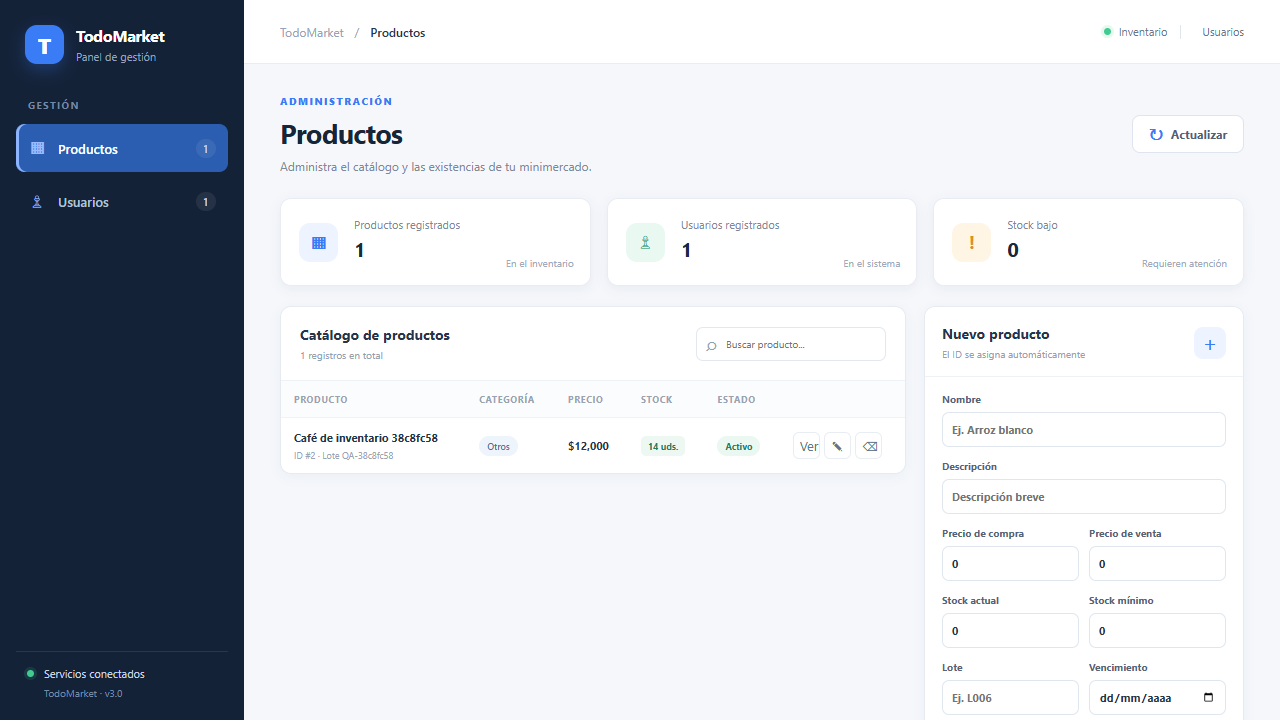 T
TodoMarket
Panel de gestión
GESTIÓN
Productos 1
Usuarios 1
Servicios conectados
TodoMarket · v3.0
TodoMarket / Productos
Inventario
Usuarios
ADMINISTRACIÓN
Productos
Administra el catálogo y las existencias de tu minimercado.
↻ Actualizar
Productos registrados
1
En el inventario
Usuarios registrados
1
En el sistema
!
Stock bajo
0
Requieren atención
Catálogo de productos
1 registros en total
Buscar producto...
PRODUCTO CATEGORÍA PRECIO STOCK ESTADO
Café de inventario 38c8fc58
ID #2 · Lote QA-38c8fc58
Otros
$12,000
14 uds.
Activo
Ver
Nuevo producto
El ID se asigna automáticamente
+
Nombre
Ej. Arroz blanco
Descripción
Descripción breve
Precio de compra Precio de venta
0 0
Stock actual Stock mínimo
0 0
Lote Vencimiento
Ej. L006 dd/mm/aaaa